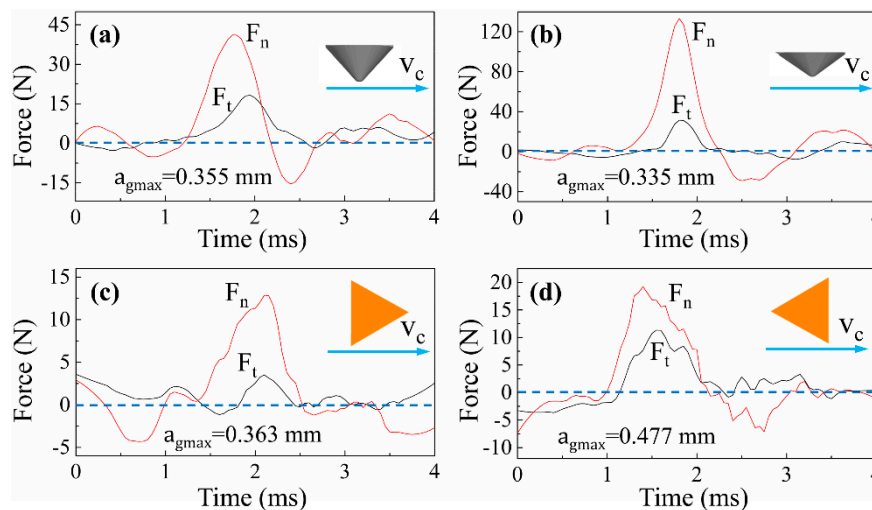 (a)
F_n
F_t
v_c
a_gmax=0.355 mm
Force (N)
45
30
15
0
-15
0 1 2 3 4
Time (ms)
(b)
F_n
F_t
v_c
a_gmax=0.335 mm
Force (N)
120
80
40
0
-40
0 1 2 3 4
Time (ms)
(c)
F_n
F_t
v_c
a_gmax=0.363 mm
Force (N)
15
10
5
0
-5
0 1 2 3 4
Time (ms)
(d)
F_n
F_t
v_c
a_gmax=0.477 mm
Force (N)
20
15
10
5
0
-5
-10
0 1 2 3 4
Time (ms)